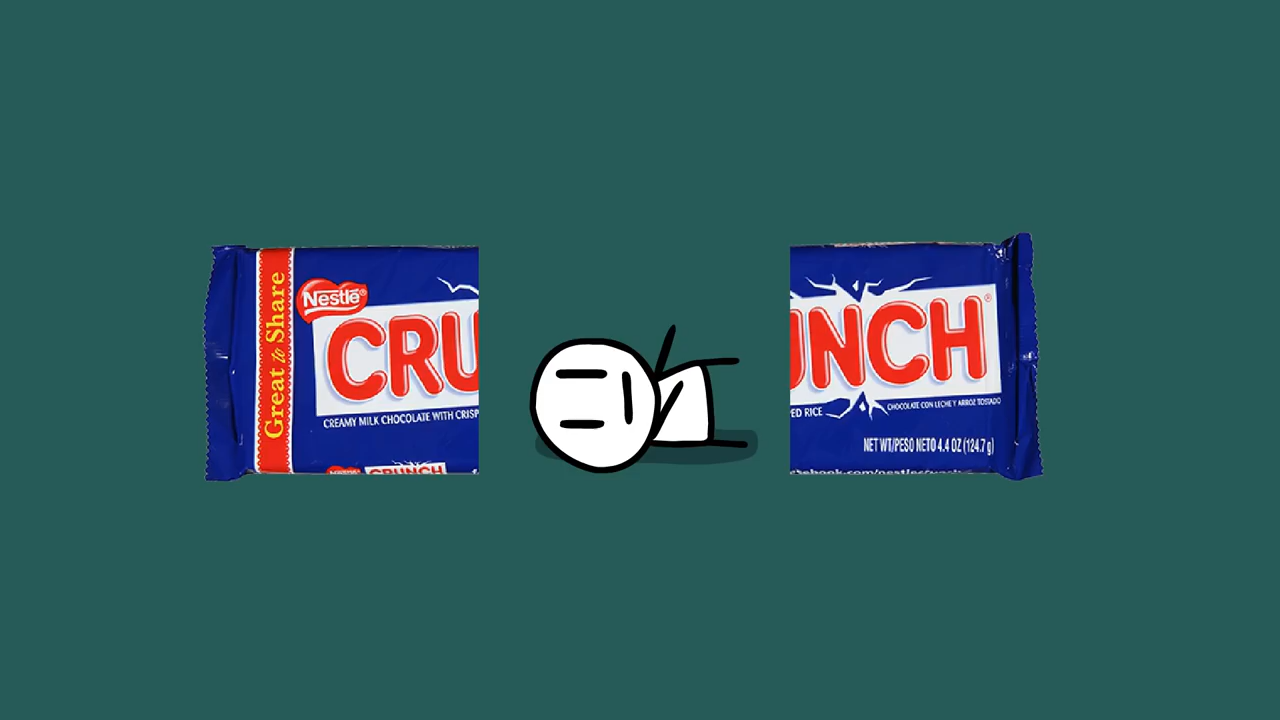 Great to Share
Nestlé®
CRU
CREAMY MILK CHOCOLATE WITH CRISP
CRUNCH
UNCH®
PED RICE
CHOCOLATE CON LECHE Y ARROZ TOSTADO
NET WT/PESO NETO 4.4 OZ (124.7 g)